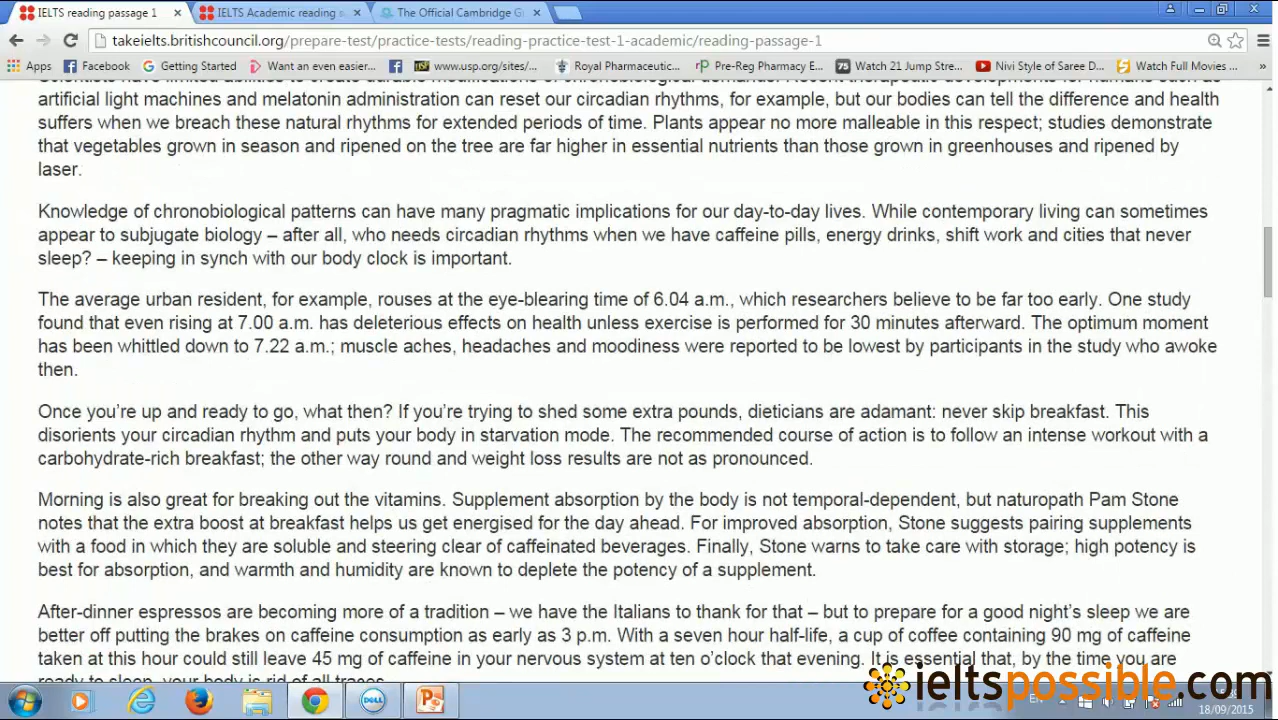 IELTS reading passage 1
IELTS Academic reading
The Official Cambridge G
takeielts.britishcouncil.org/prepare-test/practice-tests/reading-practice-test-1-academic/reading-passage-1
Apps Facebook Getting Started Want an even easier... www.usp.org/sites/... Royal Pharmaceutic... Pre-Reg Pharmacy E... 75 Watch 21 Jump Stre... Nivi Style of Saree D... Watch Full Movies ... »
artificial light machines and melatonin administration can reset our circadian rhythms, for example, but our bodies can tell the difference and health
suffers when we breach these natural rhythms for extended periods of time. Plants appear no more malleable in this respect; studies demonstrate
that vegetables grown in season and ripened on the tree are far higher in essential nutrients than those grown in greenhouses and ripened by
laser.
Knowledge of chronobiological patterns can have many pragmatic implications for our day-to-day lives. While contemporary living can sometimes
appear to subjugate biology – after all, who needs circadian rhythms when we have caffeine pills, energy drinks, shift work and cities that never
sleep? – keeping in synch with our body clock is important.
The average urban resident, for example, rouses at the eye-blearing time of 6.04 a.m., which researchers believe to be far too early. One study
found that even rising at 7.00 a.m. has deleterious effects on health unless exercise is performed for 30 minutes afterward. The optimum moment
has been whittled down to 7.22 a.m.; muscle aches, headaches and moodiness were reported to be lowest by participants in the study who awoke
then.
Once you're up and ready to go, what then? If you're trying to shed some extra pounds, dieticians are adamant: never skip breakfast. This
disorients your circadian rhythm and puts your body in starvation mode. The recommended course of action is to follow an intense workout with a
carbohydrate-rich breakfast; the other way round and weight loss results are not as pronounced.
Morning is also great for breaking out the vitamins. Supplement absorption by the body is not temporal-dependent, but naturopath Pam Stone
notes that the extra boost at breakfast helps us get energised for the day ahead. For improved absorption, Stone suggests pairing supplements
with a food in which they are soluble and steering clear of caffeinated beverages. Finally, Stone warns to take care with storage; high potency is
best for absorption, and warmth and humidity are known to deplete the potency of a supplement.
After-dinner espressos are becoming more of a tradition – we have the Italians to thank for that – but to prepare for a good night's sleep we are
better off putting the brakes on caffeine consumption as early as 3 p.m. With a seven hour half-life, a cup of coffee containing 90 mg of caffeine
taken at this hour could still leave 45 mg of caffeine in your nervous system at ten o'clock that evening. It is essential that, by the time you are
ready to sleep, your body is rid of all traces.
ieltspossible.com
DELL
EN
18/09/2015